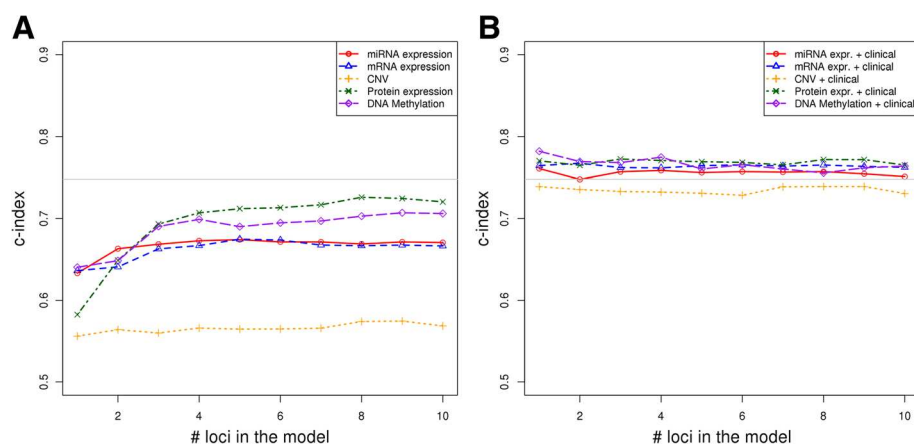 A
miRNA expression
mRNA expression
CNV
Protein expression
DNA Methylation
c-index
0.9
0.8
0.7
0.6
0.5
2 4 6 8 10
# loci in the model
B
miRNA expr. + clinical
mRNA expr. + clinical
CNV + clinical
Protein expr. + clinical
DNA Methylation + clinical
c-index
0.9
0.8
0.7
0.6
0.5
2 4 6 8 10
# loci in the model